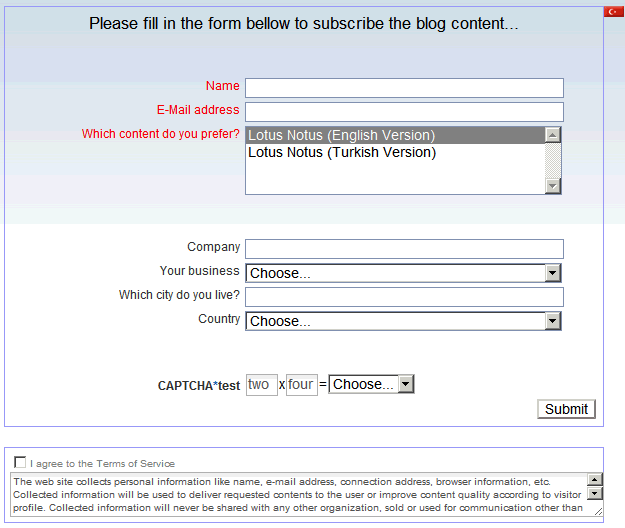 Please fill in the form bellow to subscribe the blog content...
Name
E-Mail address
Which content do you prefer? Lotus Notus (English Version)
Lotus Notus (Turkish Version)
Company
Your business Choose...
Which city do you live?
Country Choose...
CAPTCHA*test two x four = Choose...
Submit
I agree to the Terms of Service
The web site collects personal information like name, e-mail address, connection address, browser information, etc.
Collected information will be used to deliver requested contents to the user or improve content quality according to visitor
profile. Collected information will never be shared with any other organization, sold or used for communication other than